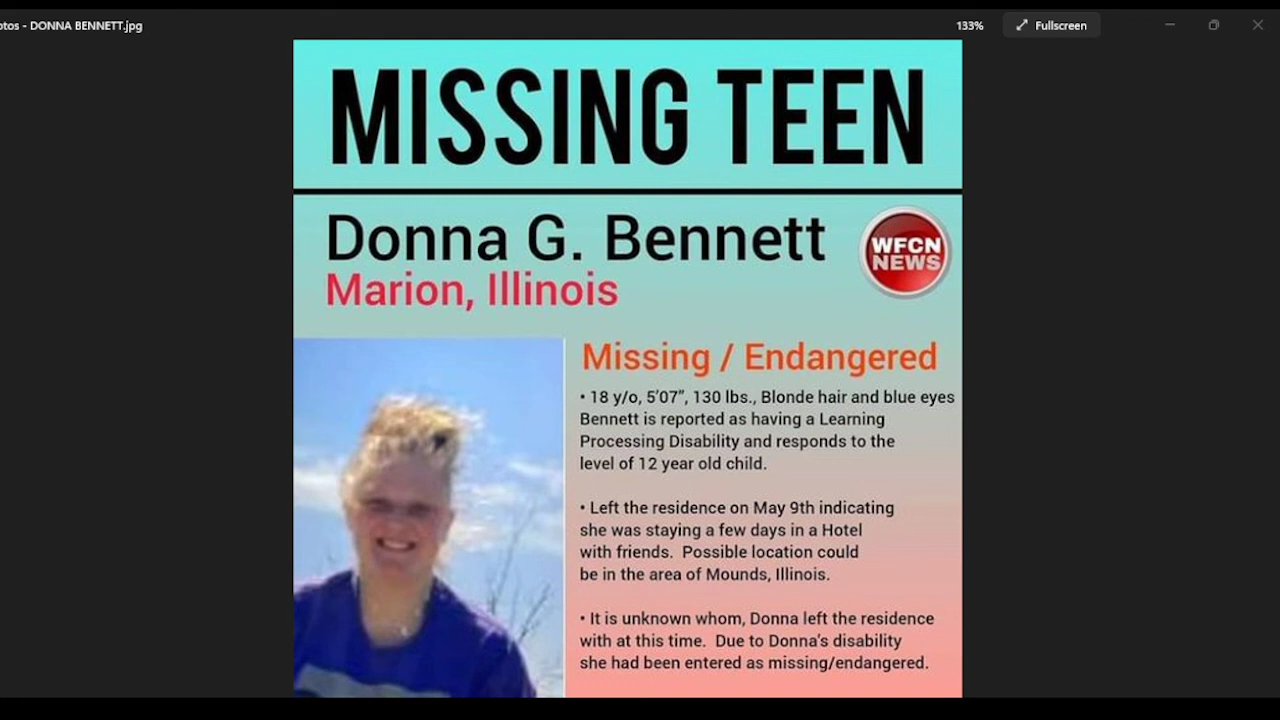 otos - DONNA BENNETT.jpg
133%
Fullscreen
MISSING TEEN
Donna G. Bennett
WFCN
NEWS
Marion, Illinois
Missing / Endangered
• 18 y/o, 5'07”, 130 lbs., Blonde hair and blue eyes
Bennett is reported as having a Learning
Processing Disability and responds to the
level of 12 year old child.
• Left the residence on May 9th indicating
she was staying a few days in a Hotel
with friends. Possible location could
be in the area of Mounds, Illinois.
• It is unknown whom, Donna left the residence
with at this time. Due to Donna's disability
she had been entered as missing/endangered.